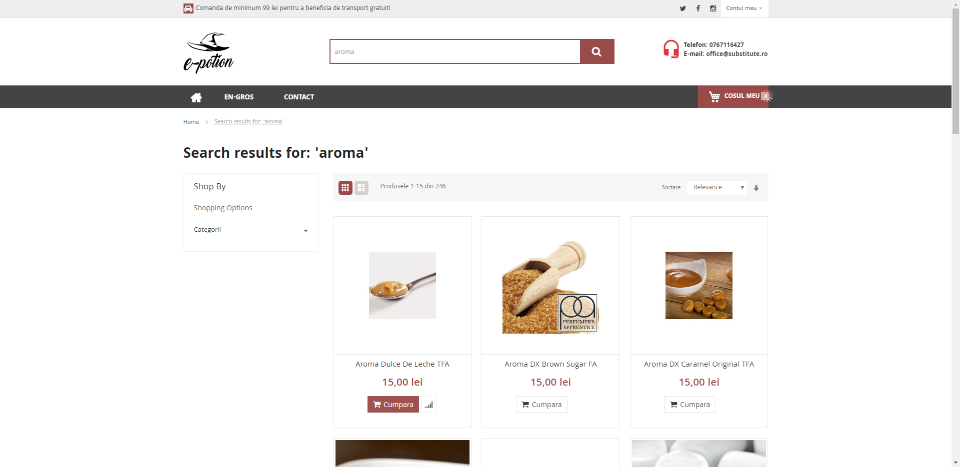 Comanda de minimum 99 lei pentru a beneficia de transport gratuit!
Contul meu
e-potion
aroma
Telefon: 0767116427
E-mail: office@substitute.ro
EN-GROS
CONTACT
COSUL MEU
Home > Search results for: 'aroma'
Search results for: 'aroma'
Shop By
Shopping Options
Categorii
Produsele 1-15 din 246
Sortare
Relevance
PERFUMER'S
APPRENTICE
Aroma Dulce De Leche TFA
Aroma DX Brown Sugar FA
Aroma DX Caramel Original TFA
15,00 lei
15,00 lei
15,00 lei
Cumpara
Cumpara
Cumpara